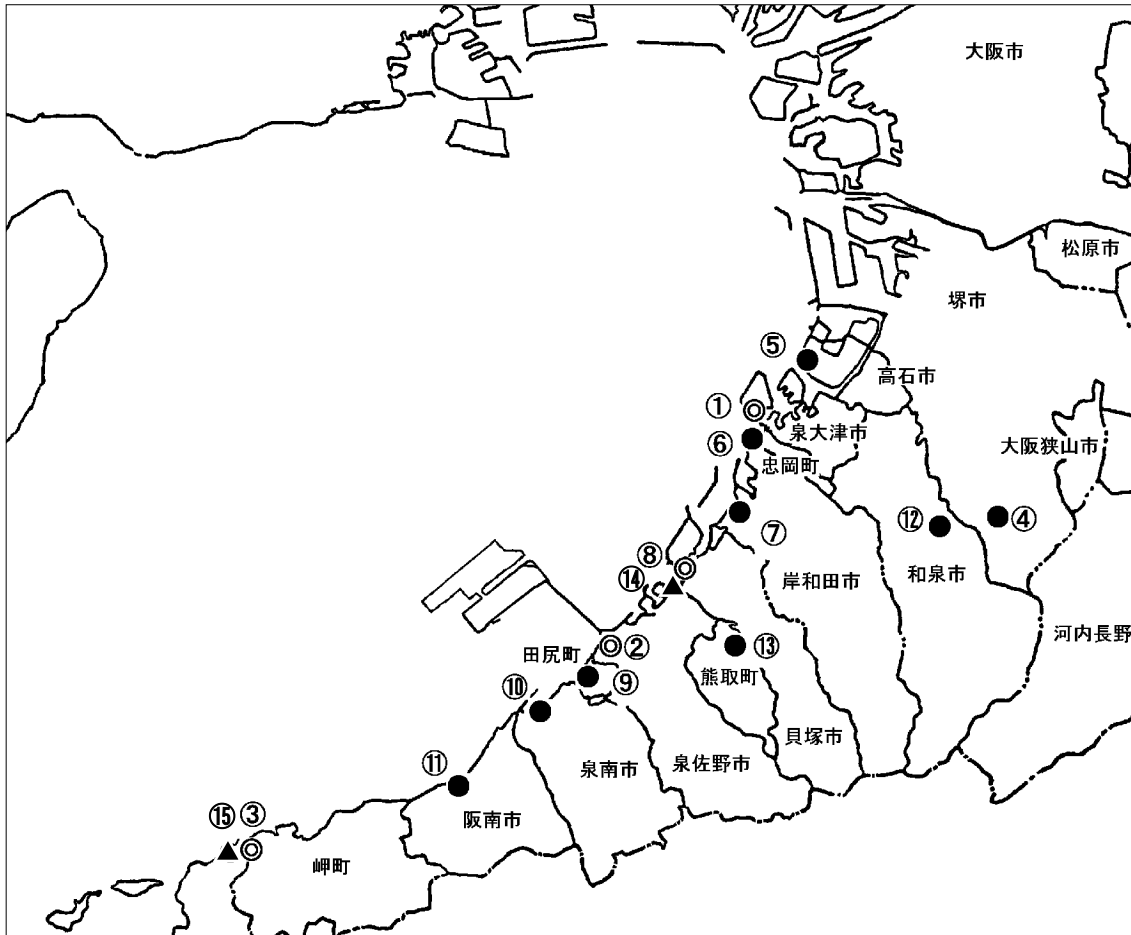 大阪市
松原市
堺市
⑤
高石市
①
泉大津市
⑥
忠岡町
大阪狭山市
⑫
④
⑦
⑧
⑭
岸和田市
和泉市
河内長野
②
⑬
田尻町
⑨
熊取町
⑩
貝塚市
泉南市
泉佐野市
⑪
阪南市
⑮ ③
岬町